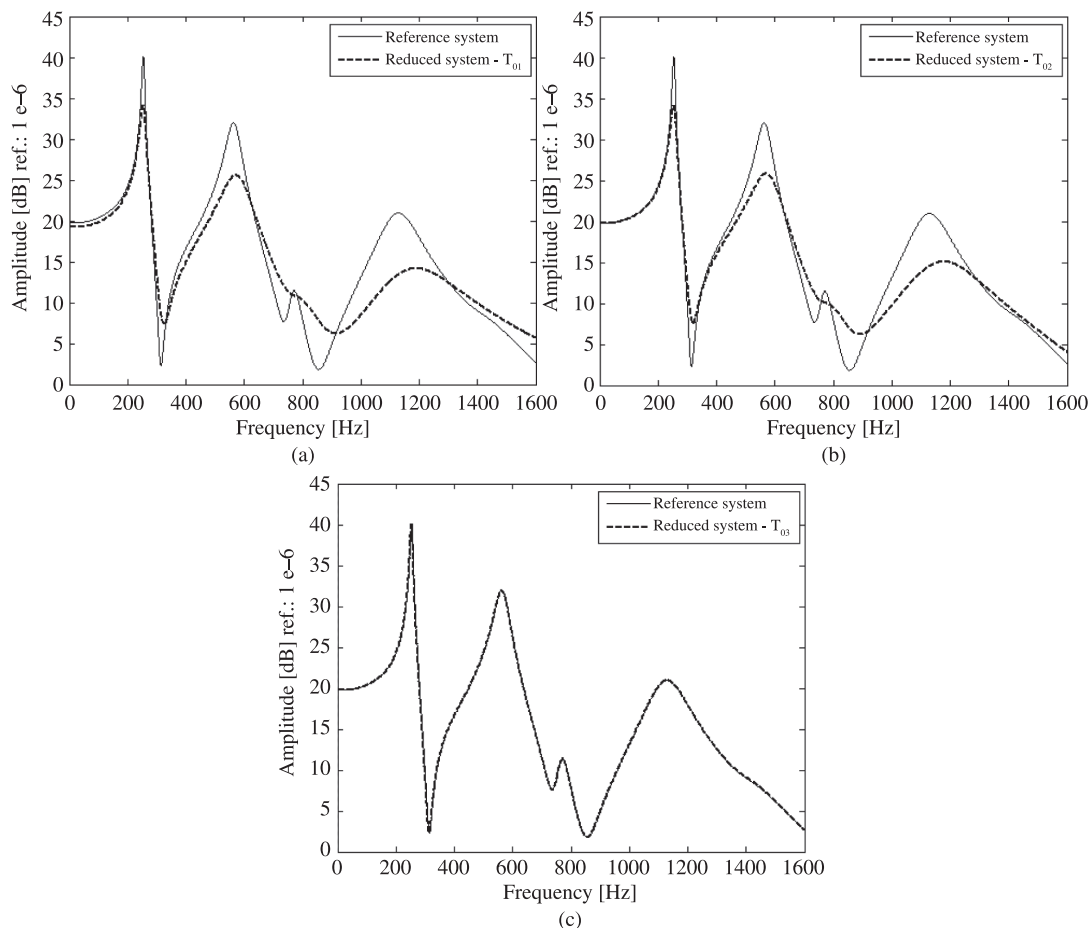 45
40
35
30
25
20
15
10
5
0
Amplitude [dB] ref.: 1 e–6
Reference system
Reduced system - T01
0 200 400 600 800 1000 1200 1400 1600
Frequency [Hz]
(a)
45
40
35
30
25
20
15
10
5
0
Amplitude [dB] ref.: 1 e–6
Reference system
Reduced system - T02
0 200 400 600 800 1000 1200 1400 1600
Frequency [Hz]
(b)
45
40
35
30
25
20
15
10
5
0
Amplitude [dB] ref.: 1 e–6
Reference system
Reduced system - T03
0 200 400 600 800 1000 1200 1400 1600
Frequency [Hz]
(c)